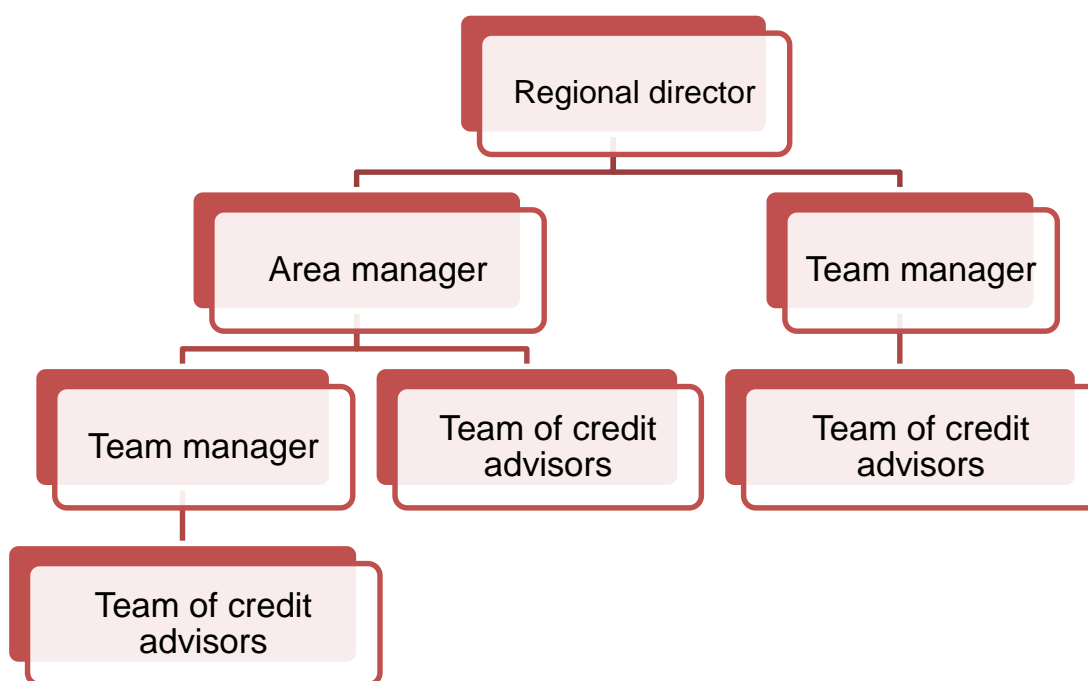 Regional director
Area manager
Team manager
Team manager
Team of credit
advisors
Team of credit
advisors
Team of credit
advisors